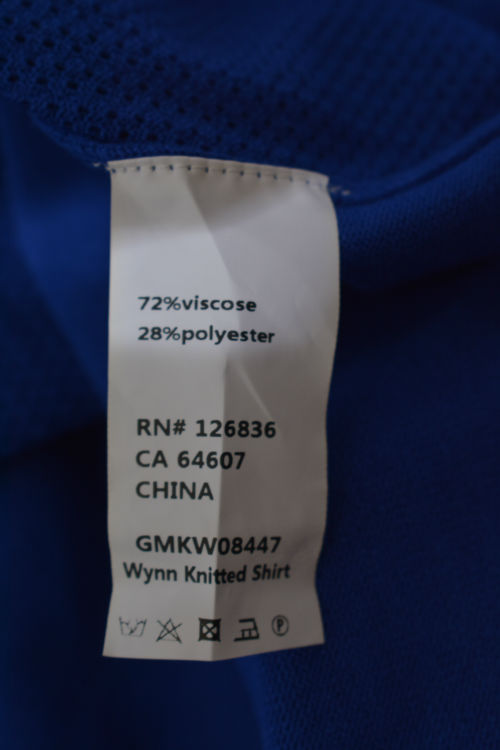 72%viscose
28%polyester
RN# 126836
CA 64607
CHINA
GMKW08447
Wynn Knitted Shirt
P